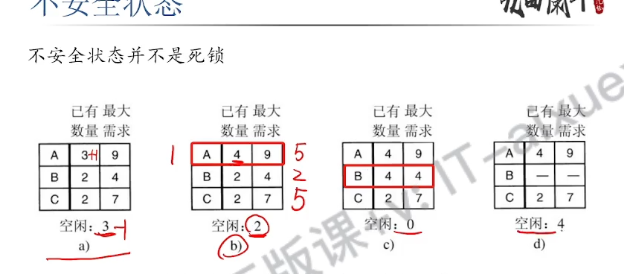 不安全状态
不安全状态并不是死锁
已有 最大
数量 需求
A 3-1 9
B 2 4
C 2 7
空闲：3-1
a)
已有 最大
数量 需求
1 A 4 9 5
B 2 4 2
C 2 7 5
空闲：2
b)
已有 最大
数量 需求
A 4 9
B 4 4
C 2 7
空闲：0
c)
已有 最大
数量 需求
A 4 9
B — —
C 2 7
空闲：4
d)